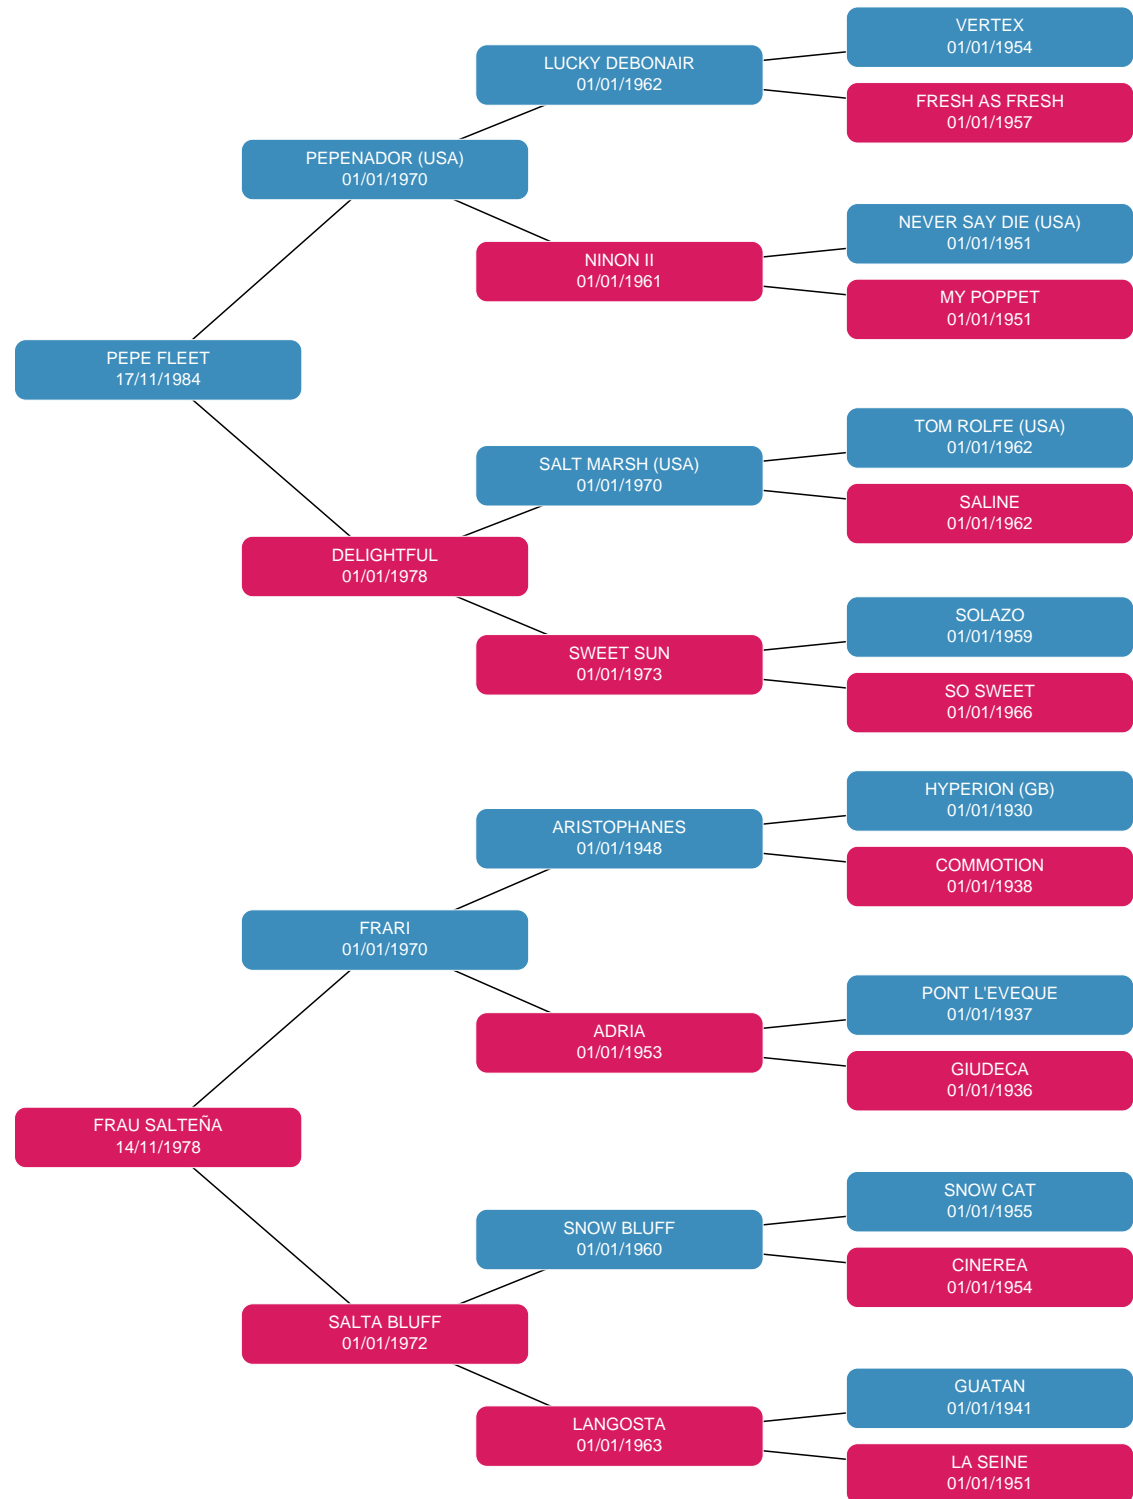 VERTEX
01/01/1954
LUCKY DEBONAIR
01/01/1962
FRESH AS FRESH
01/01/1957
PEPENADOR (USA)
01/01/1970
NEVER SAY DIE (USA)
01/01/1951
NINON II
01/01/1961
MY POPPET
01/01/1951
PEPE FLEET
17/11/1984
TOM ROLFE (USA)
01/01/1962
SALT MARSH (USA)
01/01/1970
SALINE
01/01/1962
DELIGHTFUL
01/01/1978
SOLAZO
01/01/1959
SWEET SUN
01/01/1973
SO SWEET
01/01/1966
HYPERION (GB)
01/01/1930
ARISTOPHANES
01/01/1948
COMMOTION
01/01/1938
FRARI
01/01/1970
PONT L'EVEQUE
01/01/1937
ADRIA
01/01/1953
GIUDECA
01/01/1936
FRAU SALTEÑA
14/11/1978
SNOW CAT
01/01/1955
SNOW BLUFF
01/01/1960
CINEREA
01/01/1954
SALTA BLUFF
01/01/1972
GUATAN
01/01/1941
LANGOSTA
01/01/1963
LA SEINE
01/01/1951